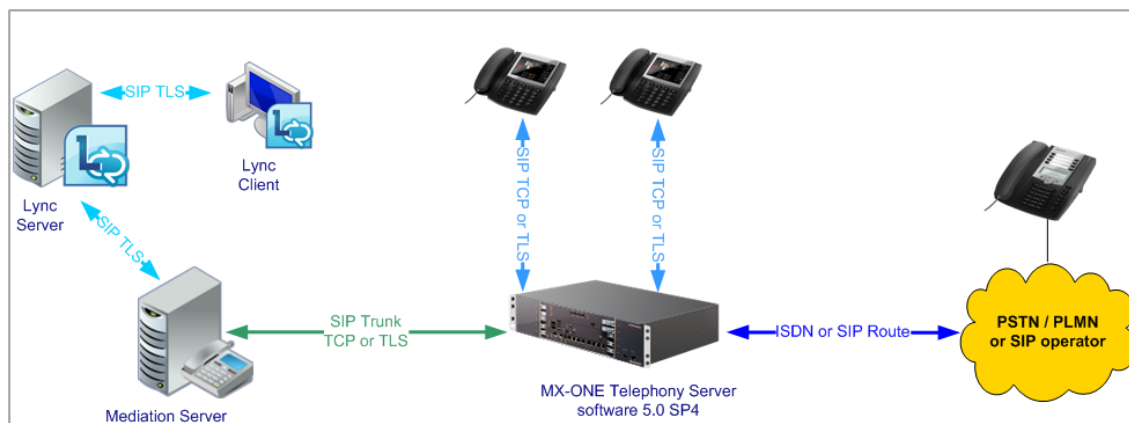 SIP TLS
Lync
Client
Lync
Server
SIP TLS
Mediation Server
SIP Trunk
TCP or TLS
SIP TCP or TLS
SIP TCP or TLS
MX-ONE Telephony Server
software 5.0 SP4
ISDN or SIP Route
PSTN / PLMN
or SIP operator